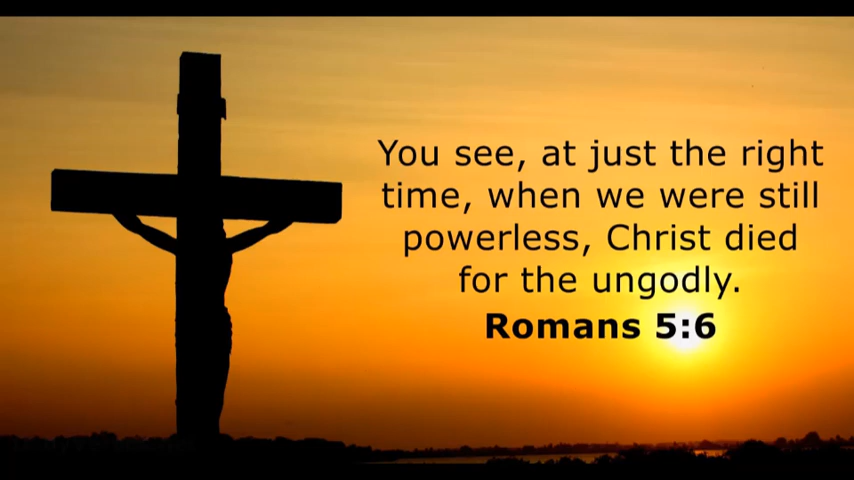 You see, at just the right
time, when we were still
powerless, Christ died
for the ungodly.
Romans 5:6